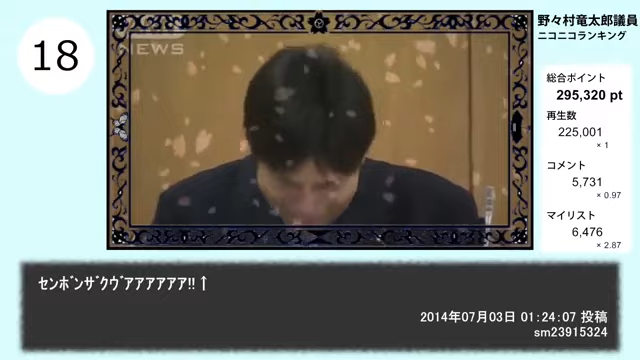 18
NEWS
野々村竜太郎議員
ニコニコランキング
総合ポイント
295,320 pt
再生数
225,001
× 1
コメント
5,731
× 0.97
マイリスト
6,476
× 2.87
ｾﾝﾎﾞﾝｻﾞｸｳﾞｱｱｱｱｱｱ!!↑
2014年07月03日 01:24:07 投稿
sm23915324